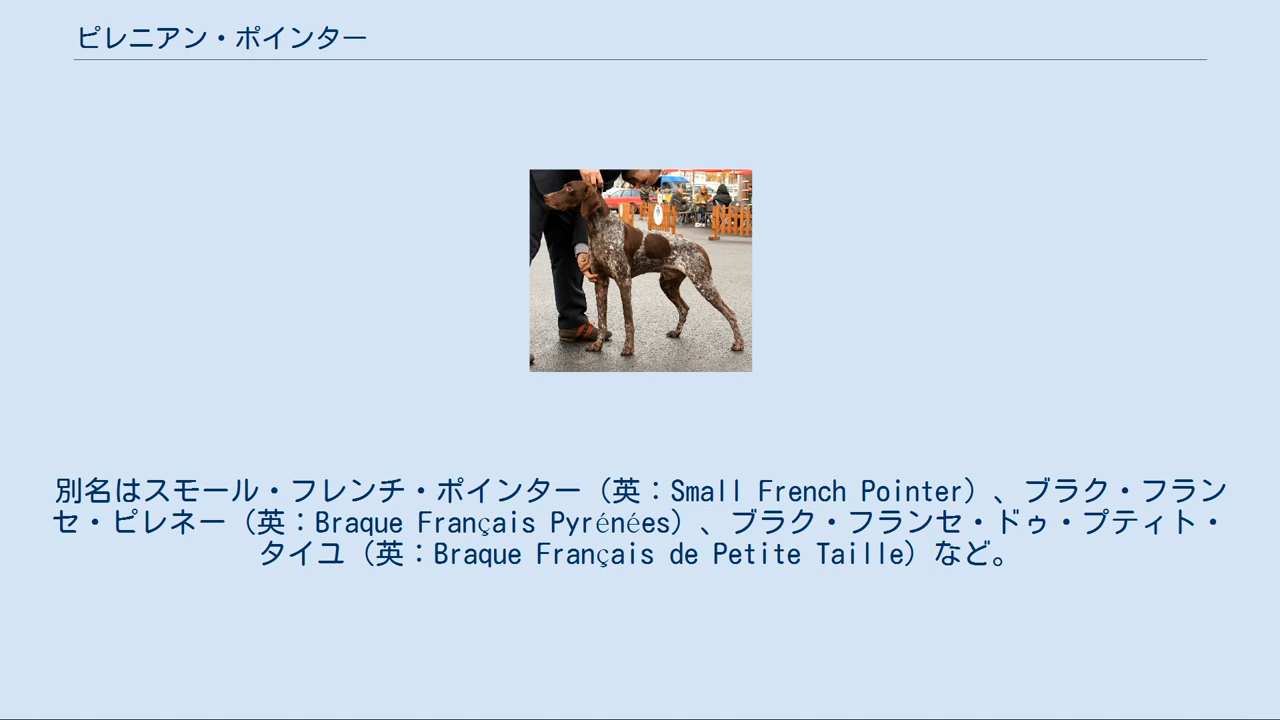 ピレニアン・ポインター
別名はスモール・フレンチ・ポインター（英：Small French Pointer）、ブラク・フラン
セ・ピレネー（英：Braque Français Pyrénées）、ブラク・フランセ・ドゥ・プティト・
タイユ（英：Braque Français de Petite Taille）など。